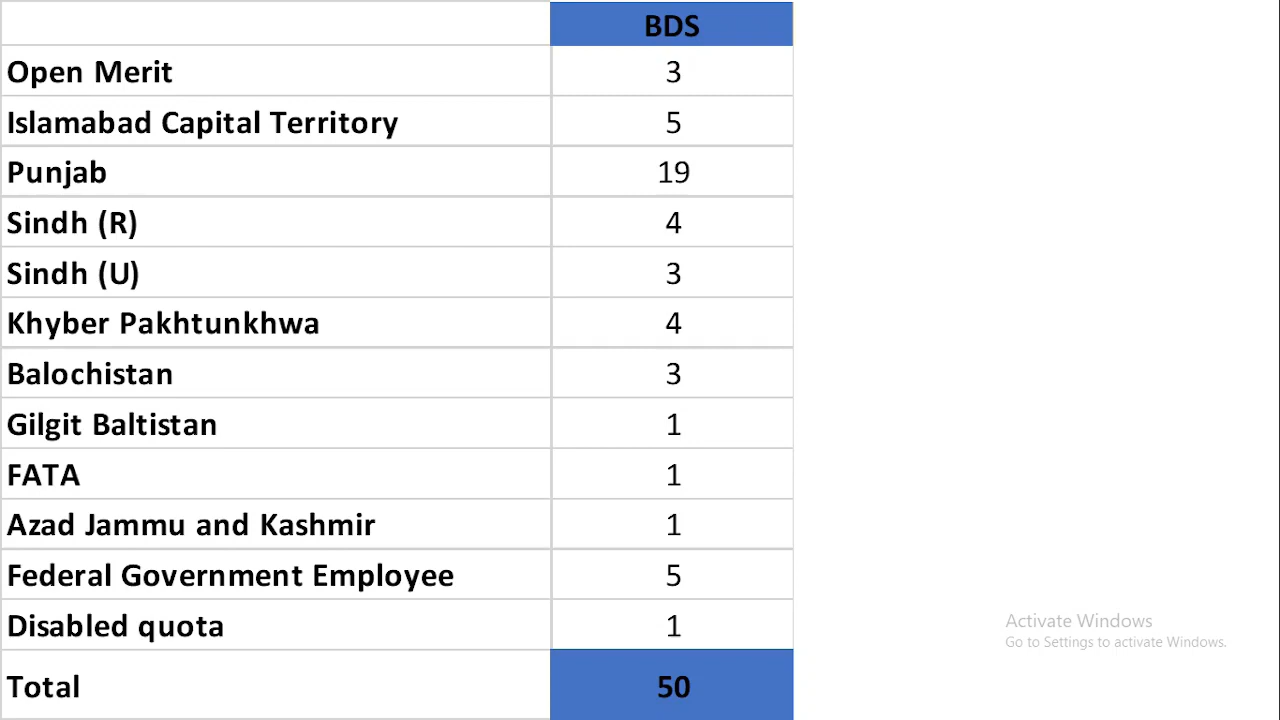 BDS
Open Merit 3
Islamabad Capital Territory 5
Punjab 19
Sindh (R) 4
Sindh (U) 3
Khyber Pakhtunkhwa 4
Balochistan 3
Gilgit Baltistan 1
FATA 1
Azad Jammu and Kashmir 1
Federal Government Employee 5
Disabled quota 1
Activate Windows
Go to Settings to activate Windows.
Total 50